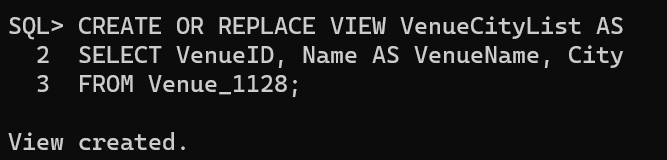 SQL> CREATE OR REPLACE VIEW VenueCityList AS
  2  SELECT VenueID, Name AS VenueName, City
  3  FROM Venue_1128;

View created.